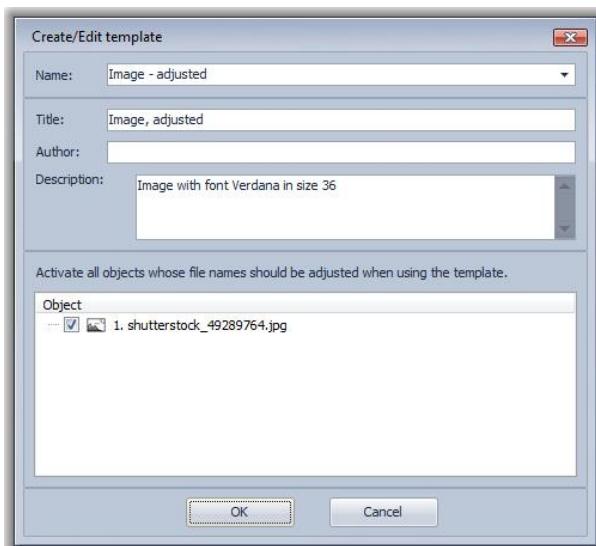 Create/Edit template
Name: Image - adjusted
Title: Image, adjusted
Author:
Description: Image with font Verdana in size 36
Activate all objects whose file names should be adjusted when using the template.
Object
1. shutterstock_49289764.jpg
OK Cancel